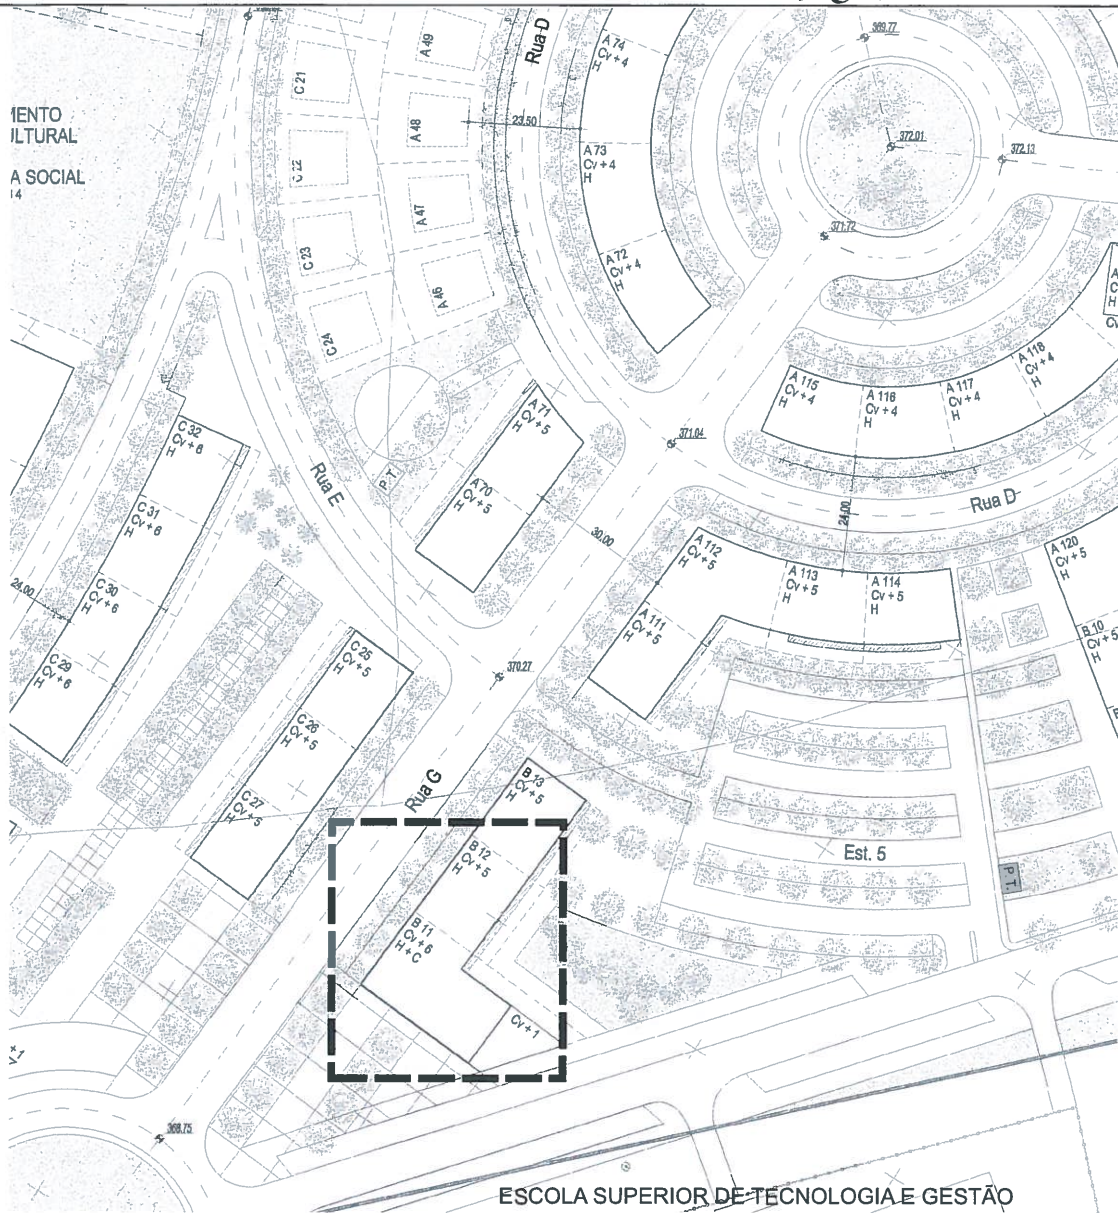 Rua D
A 49
A 74
Cv + 4
H
369.77
C 21
IENTO
ILTURAL
A 48
23.50
372.01
A 73
Cv + 4
H
372.13
A SOCIAL
14
C 22
A 47
371.72
C 23
A 72
Cv + 4
H
A 46
C 24
A 118
Cv + 4
H
A 115
Cv + 4
H
A 117
Cv + 4
H
A 116
Cv + 4
H
A 71
Cv + 5
H
C 32
Cv + 6
H
371.04
Rua E
P.T.
A 70
Cv + 5
H
Rua D
C 31
Cv + 6
H
24.00
30.00
A 112
Cv + 5
H
A 120
Cv + 5
H
A 113
Cv + 5
H
A 114
Cv + 5
H
24.00
C 30
Cv + 6
H
A 111
Cv + 5
H
B 10
Cv + 5
H
C 29
Cv + 6
H
C 25
Cv + 5
H
370.27
C 26
Cv + 5
H
Rua G
B 13
Cv + 5
H
C 27
Cv + 5
H
B 12
Cv + 5
H
Est. 5
P.T.
B 11
Cv + 6
H + C
Cv + 1
368.75
ESCOLA SUPERIOR DE TECNOLOGIA E GESTÃO